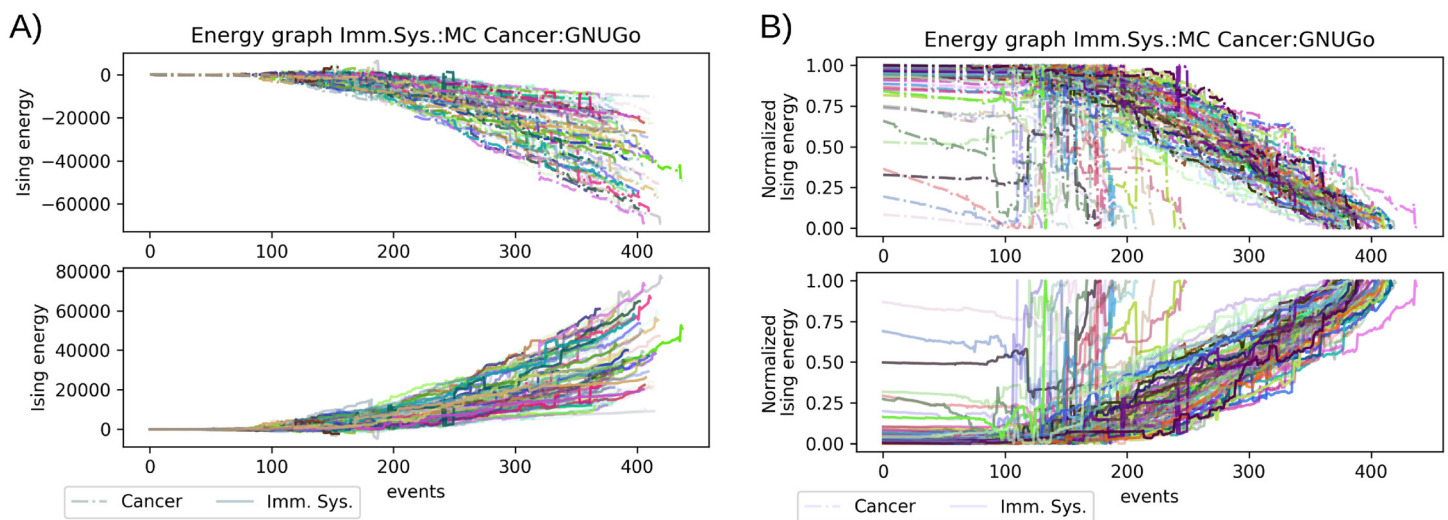 A)
Energy graph Imm.Sys.:MC Cancer:GNUGo
Ising energy
0
−20000
−40000
−60000
0 100 200 300 400
Ising energy
80000
60000
40000
20000
0
0 100 200 300 400
events
Cancer Imm. Sys.
B)
Energy graph Imm.Sys.:MC Cancer:GNUGo
Normalized
Ising energy
1.00
0.75
0.50
0.25
0.00
0 100 200 300 400
Normalized
Ising energy
1.00
0.75
0.50
0.25
0.00
0 100 200 300 400
events
Cancer Imm. Sys.